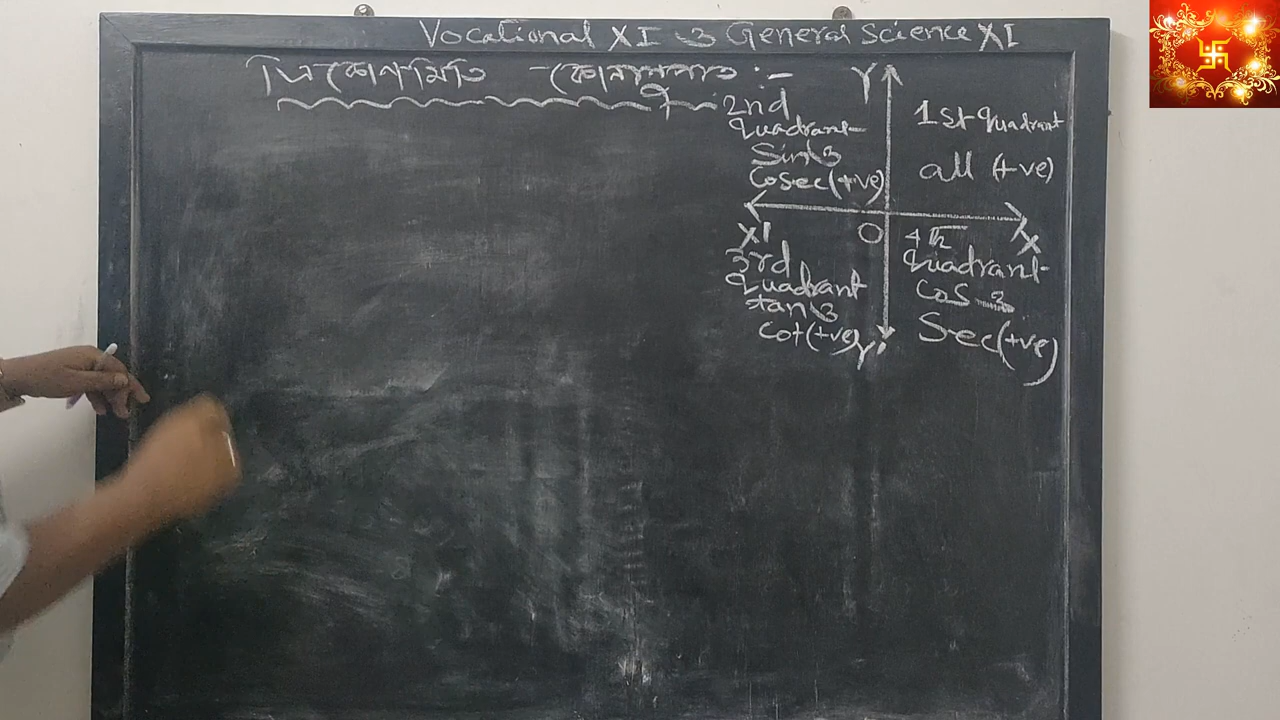 Vocational XI ও General Science XI
ত্রিকোণমিতি -কোনানুপাত :-
Y
2nd
Quadrant
Sin ও
Cosec (+ve)
1st Quadrant
all (+ve)
X'
O
X
3rd
Quadrant
tan ও
Cot (+ve)
4th
Quadrant
Cos ও
Sec (+ve)
Y'